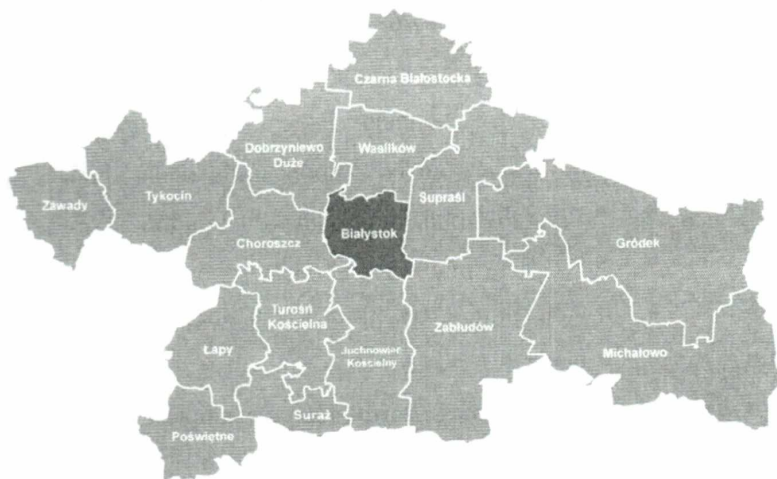 Czarna Białostocka
Dobrzyniewo
Duże
Wasilków
Zawady
Tykocin
Supraśl
Choroszcz
Białystok
Gródek
Turośń
Kościelna
Zabłudów
Łapy
Juchnowiec
Kościelny
Michałowo
Suraż
Poświętne